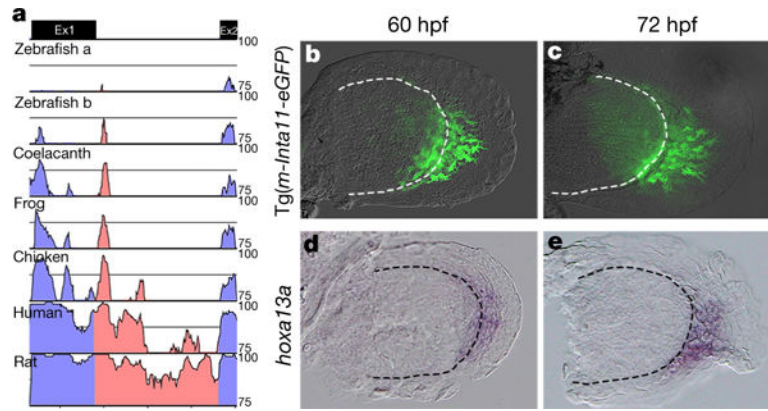 a
Ex1
Ex2
100
Zebrafish a
75
100
Zebrafish b
75
100
Coelacanth
75
100
Frog
75
100
Chicken
75
100
Human
75
100
Rat
75
60 hpf
72 hpf
Tg(m-Inta11-eGFP)
b
c
hoxa13a
d
e